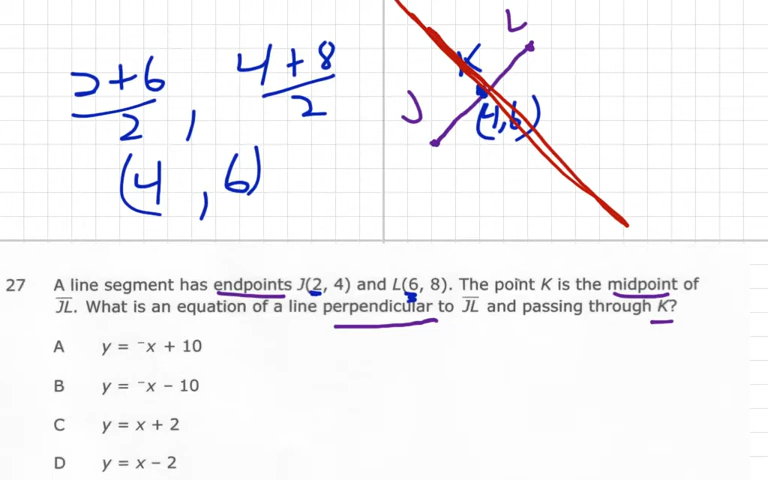 2+6 , 4+8
2 2
(4 , 6)
L
K
J
(4,6)
27 A line segment has endpoints J(2, 4) and L(6, 8). The point K is the midpoint of
JL. What is an equation of a line perpendicular to JL and passing through K?
A y = ⁻x + 10
B y = ⁻x − 10
C y = x + 2
D y = x − 2